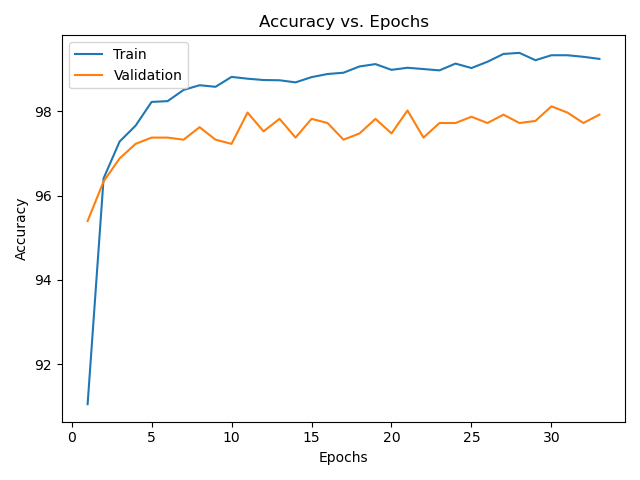 Accuracy vs. Epochs
Train
Validation
98
96
94
92
Accuracy
0 5 10 15 20 25 30
Epochs